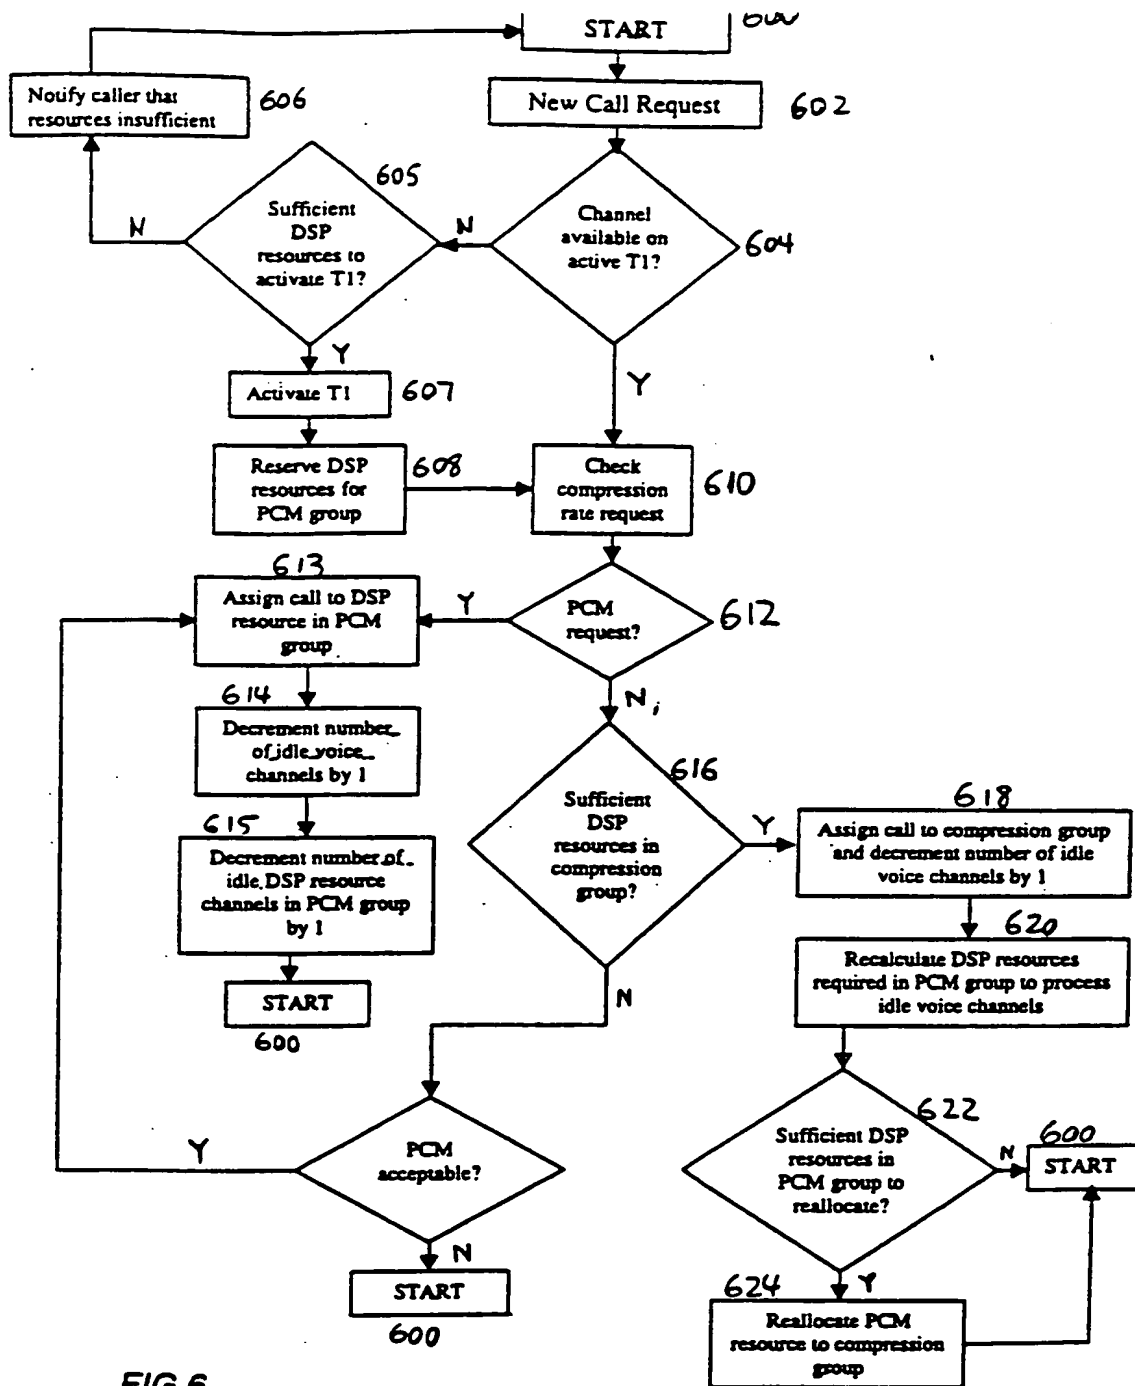 600
START
Notify caller that
resources insufficient
606
New Call Request
602
605
Sufficient
DSP
resources to
activate T1?
N
N
Channel
available on
active T1?
604
Y
Y
Activate T1
607
Reserve DSP
resources for
PCM group
608
Check
compression
rate request
610
613
Assign call to DSP
resource in PCM
group
Y
PCM
request?
612
N
614
Decrement number
of idle voice
channels by 1
616
Sufficient
DSP
resources in
compression
group?
Y
618
Assign call to compression group
and decrement number of idle
voice channels by 1
615
Decrement number of
idle DSP resource
channels in PCM group
by 1
620
Recalculate DSP resources
required in PCM group to process
idle voice channels
START
600
N
622
Sufficient DSP
resources in
PCM group to
reallocate?
N
600
START
Y
PCM
acceptable?
N
START
600
Y
624
Reallocate PCM
resource to compression
group
FIG 6